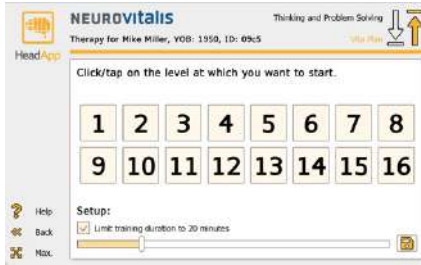 NEUROvitalis
Thinking and Problem Solving
Therapy for Mike Miller, YOB: 1950, ID: 09c5
Vita Plan
HeadApp
Click/tap on the level at which you want to start.
1 2 3 4 5 6 7 8
9 10 11 12 13 14 15 16
Setup:
Limit training duration to 20 minutes
Help
Back
Max.